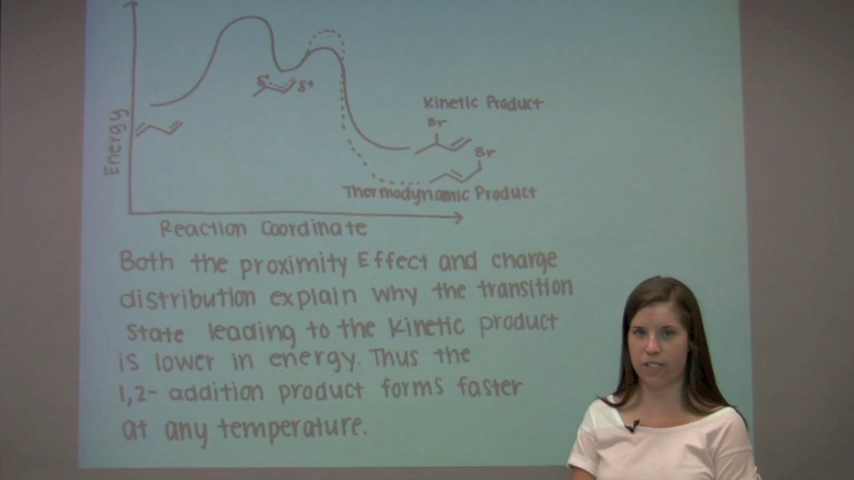 Energy
δ+
δ+
Kinetic Product
Br
Br
Thermodynamic Product
Reaction Coordinate
Both the proximity Effect and charge
distribution explain why the transition
state leading to the kinetic product
is lower in energy. Thus the
1,2- addition product forms faster
at any temperature.